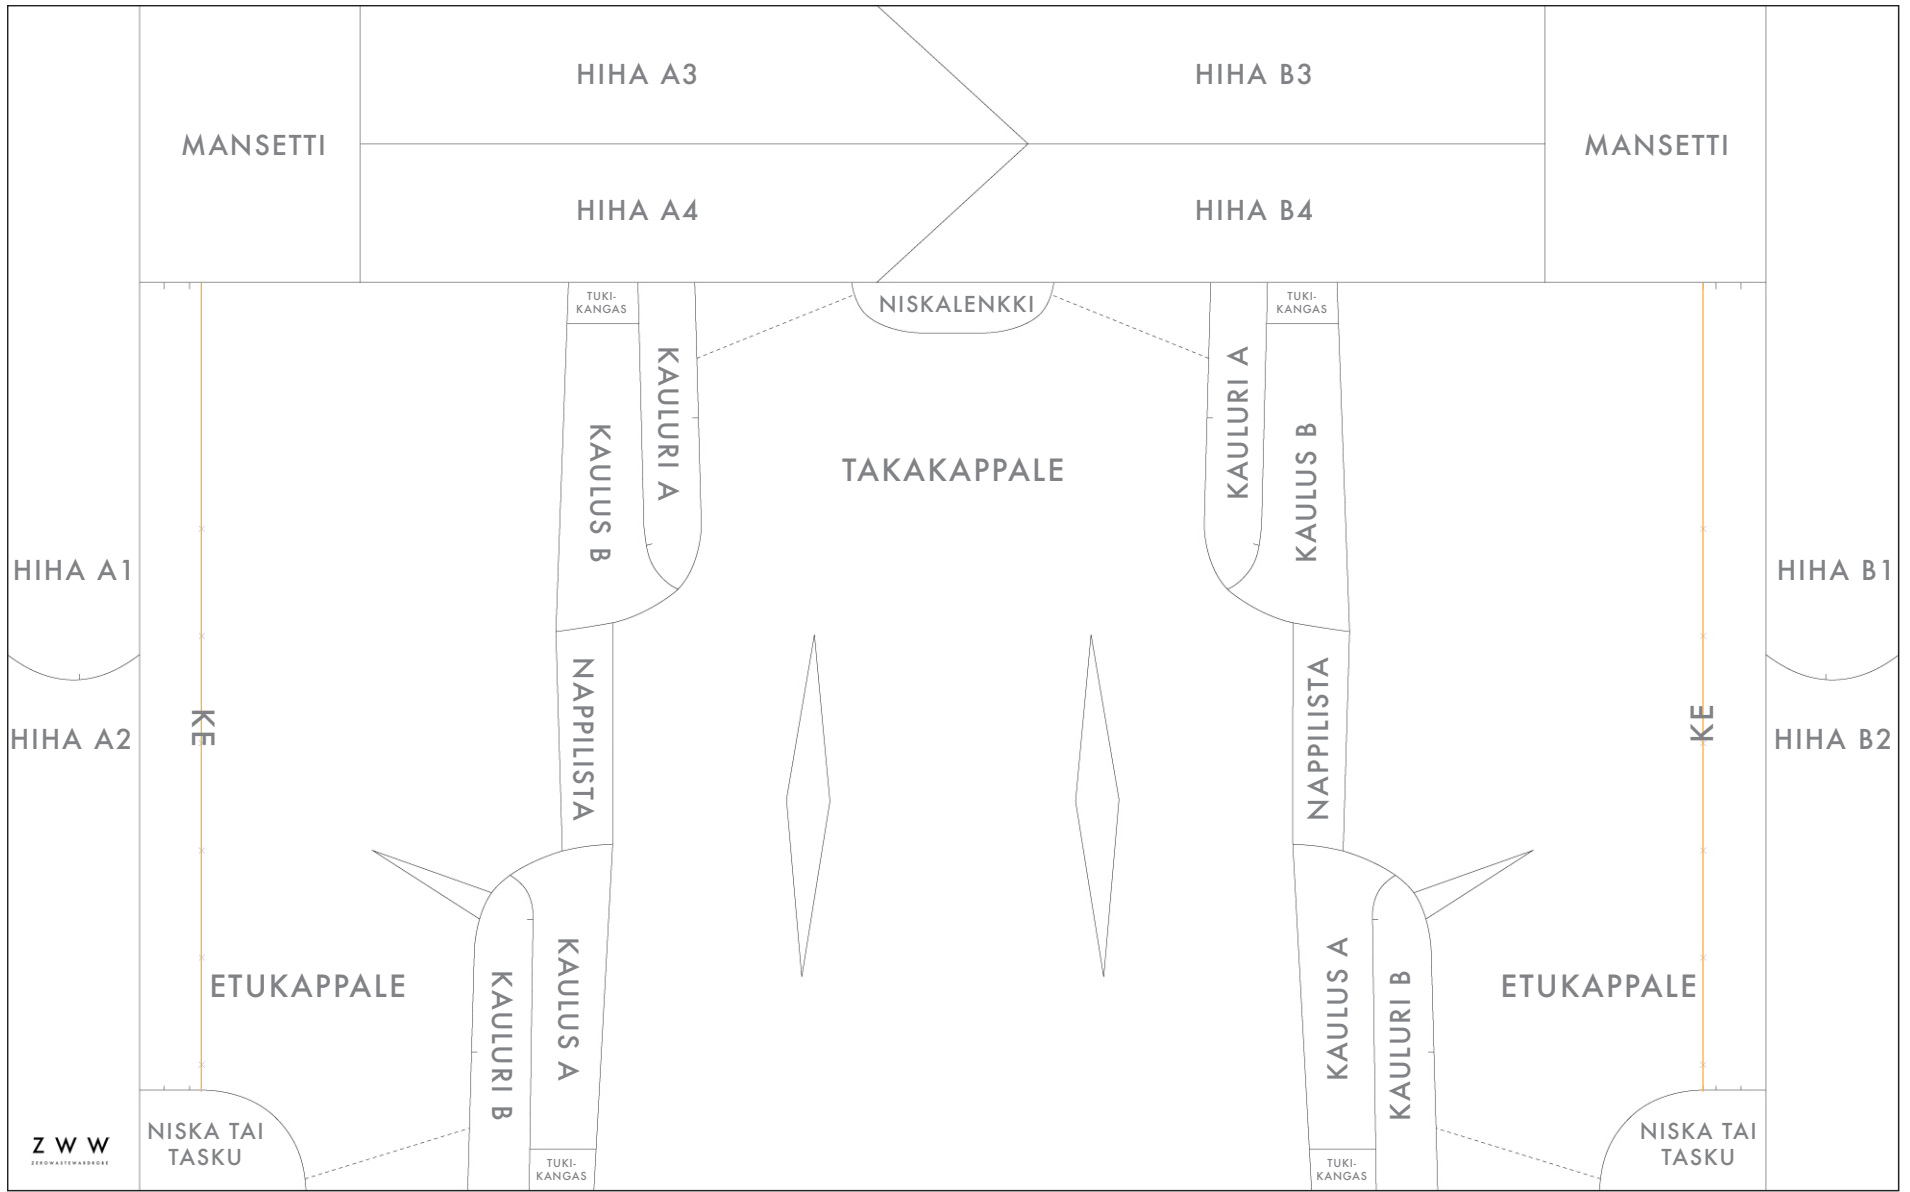 HIHA A3
HIHA B3
MANSETTI
MANSETTI
HIHA A4
HIHA B4
TUKI-
KANGAS
NISKALENKKI
TUKI-
KANGAS
KAULURI A
KAULURI A
KAULUS B
KAULUS B
TAKAKAPPALE
HIHA A1
HIHA B1
NAPPILISTA
NAPPILISTA
KE
KE
HIHA A2
HIHA B2
ETUKAPPALE
ETUKAPPALE
KAULURI B
KAULUS A
KAULUS A
KAULURI B
Z W W
ZEROWASTEWARDROBE
NISKA TAI
TASKU
TUKI-
KANGAS
TUKI-
KANGAS
NISKA TAI
TASKU